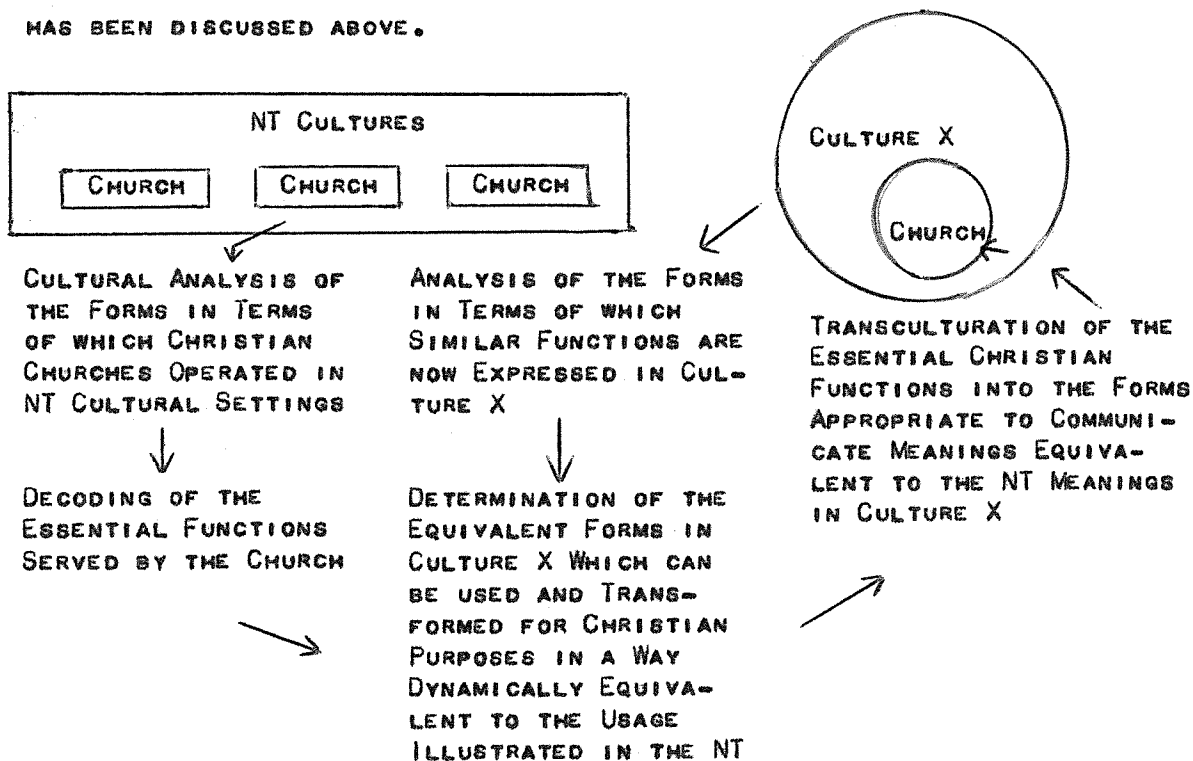 HAS BEEN DISCUSSED ABOVE.
NT CULTURES
CHURCH CHURCH CHURCH
CULTURE X
CHURCH
CULTURAL ANALYSIS OF
THE FORMS IN TERMS
OF WHICH CHRISTIAN
CHURCHES OPERATED IN
NT CULTURAL SETTINGS
ANALYSIS OF THE FORMS
IN TERMS OF WHICH
SIMILAR FUNCTIONS ARE
NOW EXPRESSED IN CUL-
TURE X
DECODING OF THE
ESSENTIAL FUNCTIONS
SERVED BY THE CHURCH
DETERMINATION OF THE
EQUIVALENT FORMS IN
CULTURE X WHICH CAN
BE USED AND TRANS-
FORMED FOR CHRISTIAN
PURPOSES IN A WAY
DYNAMICALLY EQUIVA-
LENT TO THE USAGE
ILLUSTRATED IN THE NT
TRANSCULTURATION OF THE
ESSENTIAL CHRISTIAN
FUNCTIONS INTO THE FORMS
APPROPRIATE TO COMMUNI-
CATE MEANINGS EQUIVA-
LENT TO THE NT MEANINGS
IN CULTURE X